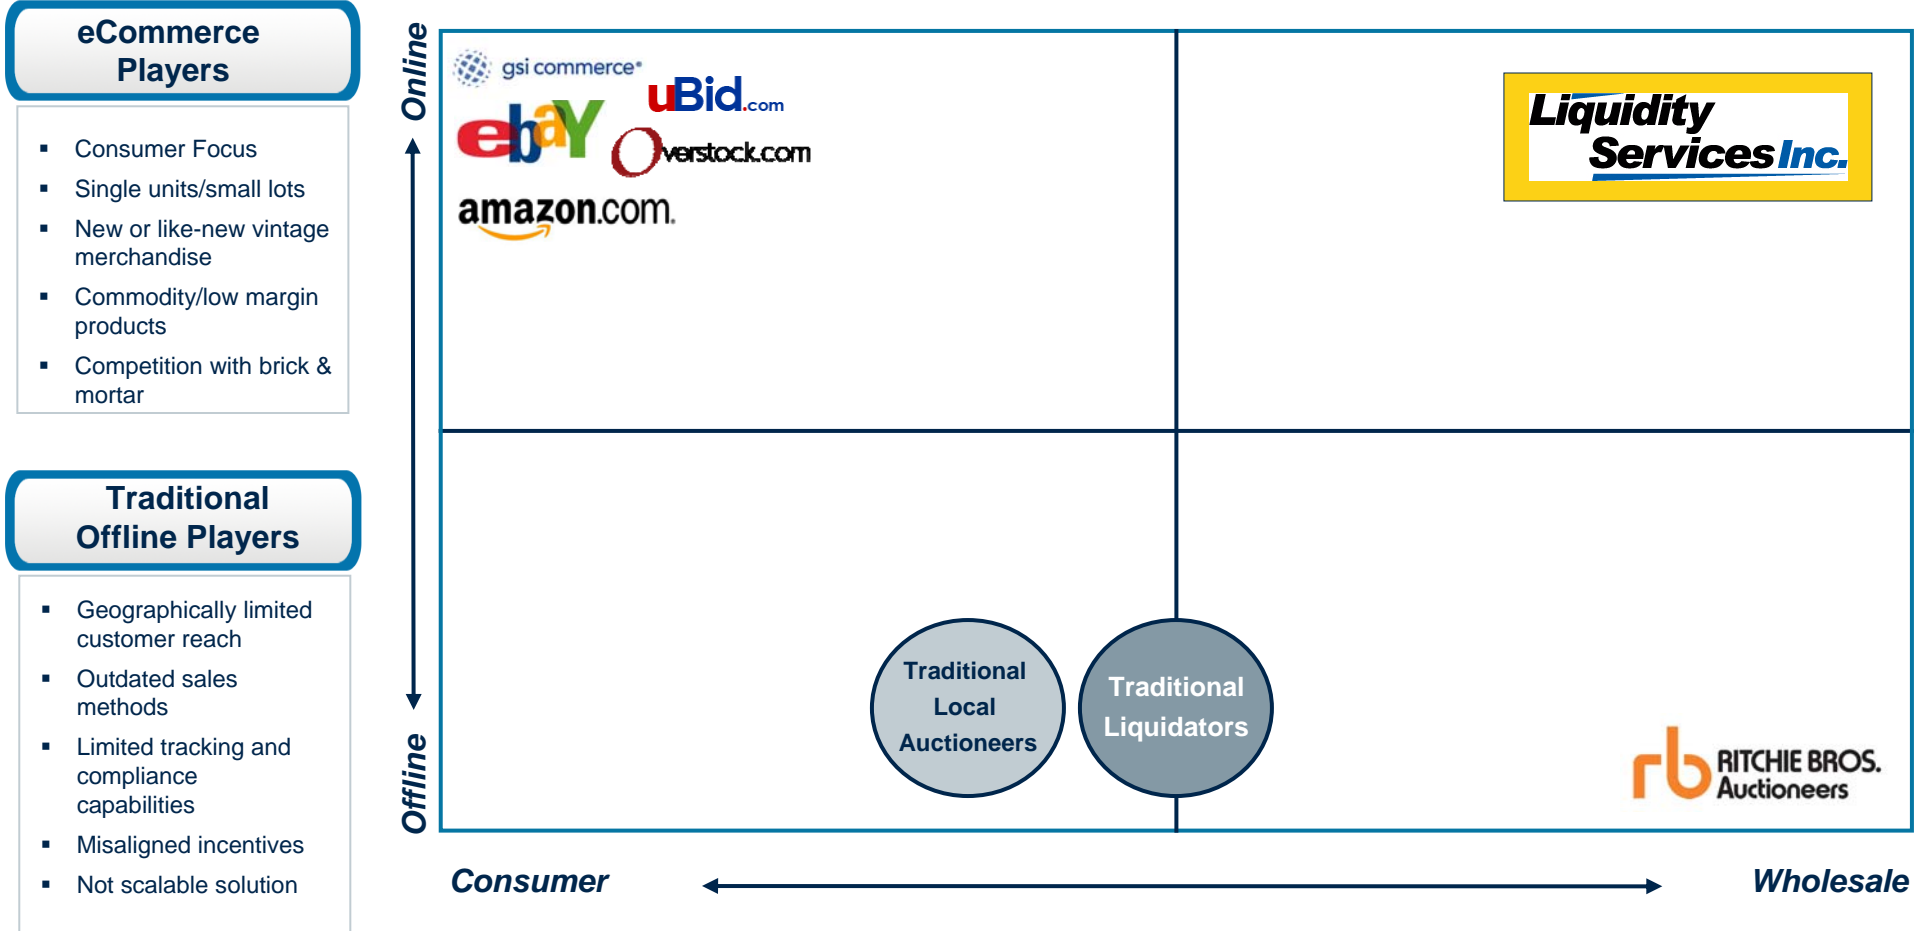 eCommerce
Players
▪ Consumer Focus
▪ Single units/small lots
▪ New or like-new vintage
merchandise
▪ Commodity/low margin
products
▪ Competition with brick &
mortar
Traditional
Offline Players
▪ Geographically limited
customer reach
▪ Outdated sales
methods
▪ Limited tracking and
compliance
capabilities
▪ Misaligned incentives
▪ Not scalable solution
Online
Offline
gsi commerce®
uBid.com
ebaY
Overstock.com
amazon.com.
Liquidity
Services Inc.
Traditional
Local
Auctioneers
Traditional
Liquidators
rb RITCHIE BROS.
Auctioneers
Consumer
Wholesale